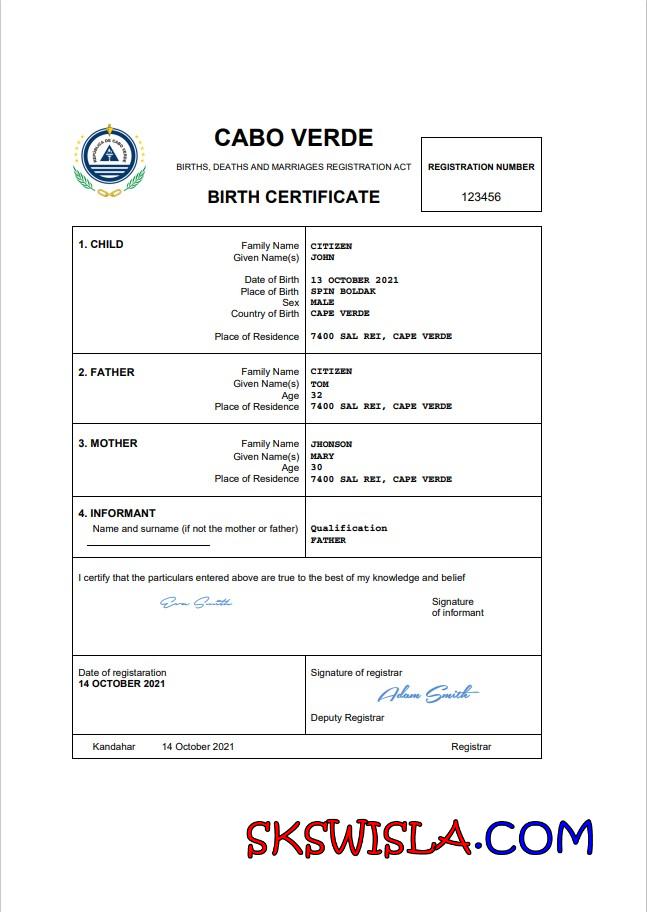 REPÚBLICA DE CABO VERDE
CABO VERDE
BIRTHS, DEATHS AND MARRIAGES REGISTRATION ACT
BIRTH CERTIFICATE
REGISTRATION NUMBER
123456
1. CHILD
Family Name CITIZEN
Given Name(s) JOHN
Date of Birth 13 OCTOBER 2021
Place of Birth SPIN BOLDAK
Sex MALE
Country of Birth CAPE VERDE
Place of Residence 7400 SAL REI, CAPE VERDE
2. FATHER
Family Name CITIZEN
Given Name(s) TOM
Age 32
Place of Residence 7400 SAL REI, CAPE VERDE
3. MOTHER
Family Name JHONSON
Given Name(s) MARY
Age 30
Place of Residence 7400 SAL REI, CAPE VERDE
4. INFORMANT
Name and surname (if not the mother or father) Qualification
FATHER
I certify that the particulars entered above are true to the best of my knowledge and belief
Eva Smith Signature
of informant
Date of registaration
14 OCTOBER 2021
Signature of registrar
Adam Smith
Deputy Registrar
Kandahar 14 October 2021 Registrar
SKSWISLA.COM